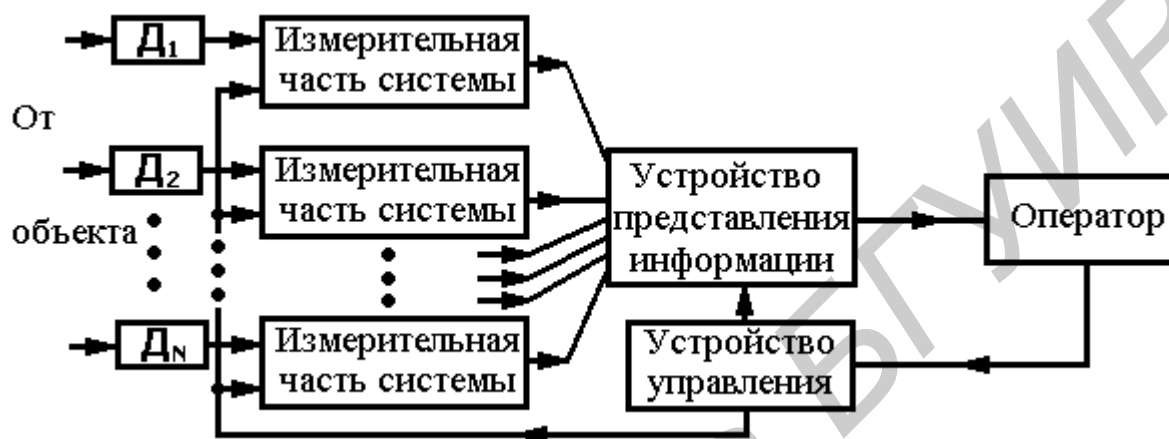 Д1
Измерительная
часть системы
От
Д2
Измерительная
часть системы
объекта
Устройство
представления
информации
Оператор
ДN
Измерительная
часть системы
Устройство
управления
БГУИР